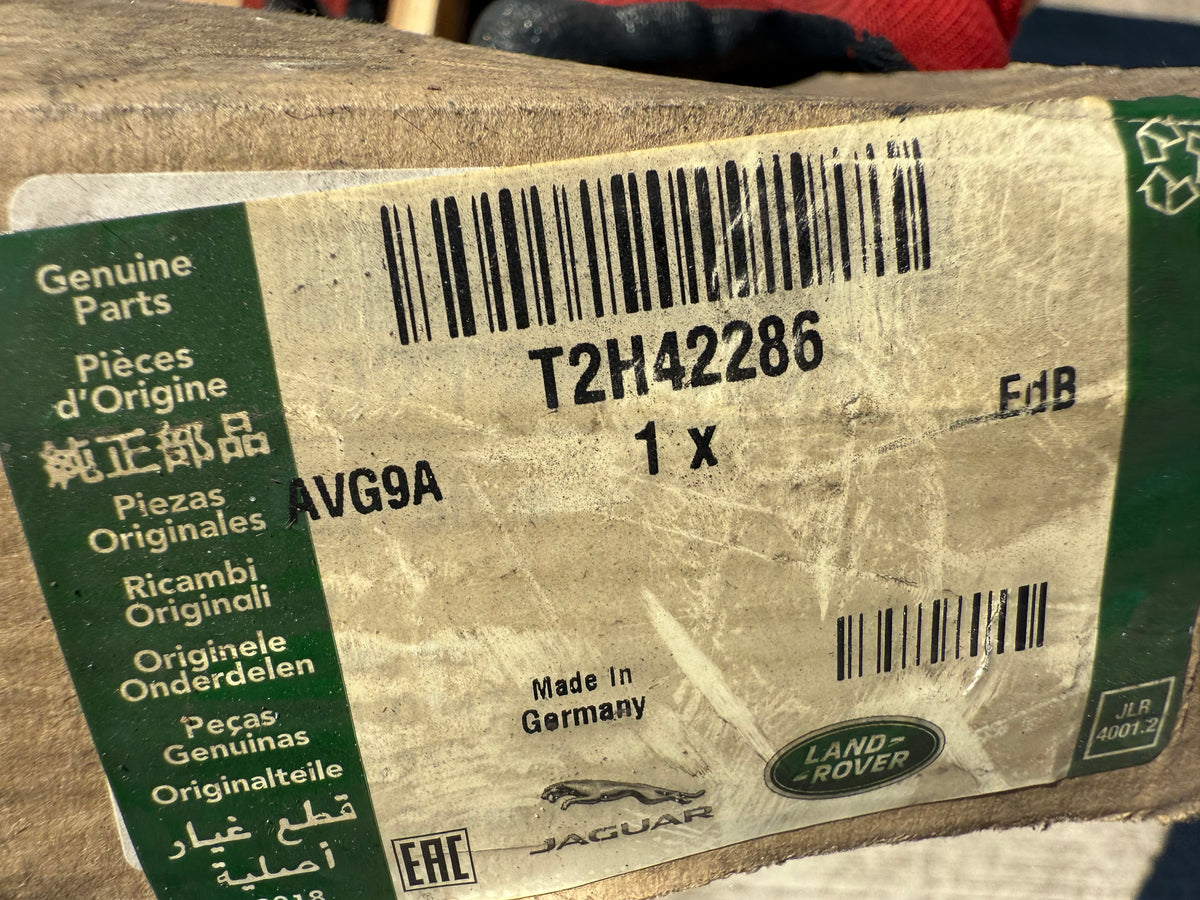 Genuine
Parts
Pièces
d'Origine
純正部品
Piezas
Originales
Ricambi
Originali
Originele
Onderdelen
Peças
Genuinas
Originalteile
قطع غيار
أصلية
T2H42286
1 x
EdB
AVG9A
Made In
Germany
JAGUAR
LAND-
-ROVER
EAC
JLR
4001.2